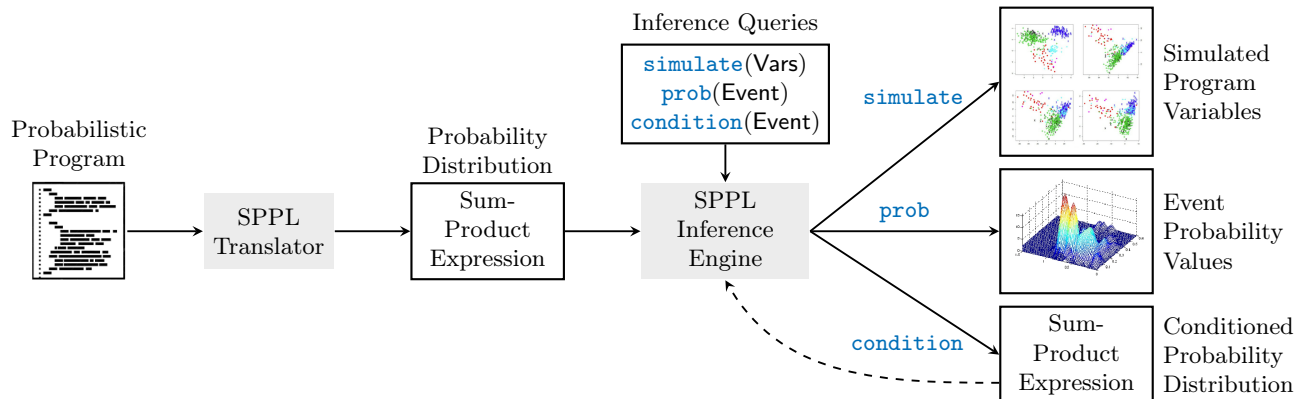 Probabilistic
Program
SPPL
Translator
Probability
Distribution
Sum-
Product
Expression
Inference Queries
simulate(Vars)
prob(Event)
condition(Event)
SPPL
Inference
Engine
simulate
prob
condition
Simulated
Program
Variables
Event
Probability
Values
Sum-
Product
Expression
Conditioned
Probability
Distribution